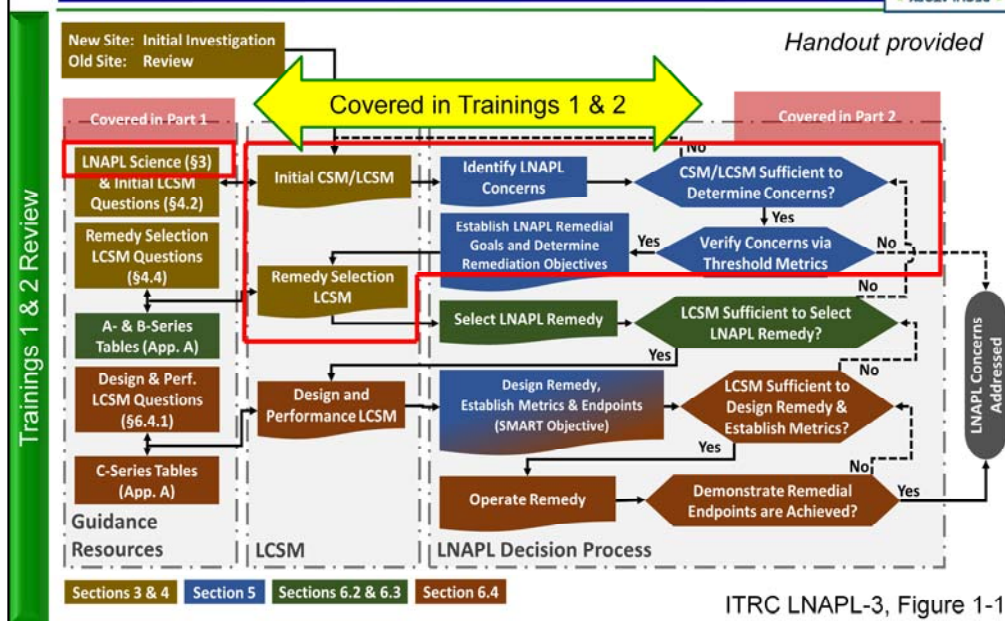 Trainings 1 & 2 Review
New Site: Initial Investigation
Old Site: Review
Handout provided
Covered in Trainings 1 & 2
Covered in Part 1
Covered in Part 2
LNAPL Science (§3)
& Initial LCSM
Questions (§4.2)
Remedy Selection
LCSM Questions
(§4.4)
A- & B-Series
Tables (App. A)
Design & Perf.
LCSM Questions
(§6.4.1)
C-Series Tables
(App. A)
Guidance
Resources
Initial CSM/LCSM
Remedy Selection
LCSM
Design and
Performance LCSM
LCSM
Identify LNAPL
Concerns
No
CSM/LCSM Sufficient to
Determine Concerns?
Yes
Establish LNAPL Remedial
Goals and Determine
Remediation Objectives
Yes
Verify Concerns via
Threshold Metrics
No
No
Select LNAPL Remedy
LCSM Sufficient to Select
LNAPL Remedy?
Yes
No
Design Remedy,
Establish Metrics & Endpoints
(SMART Objective)
LCSM Sufficient to
Design Remedy &
Establish Metrics?
Yes
No
Operate Remedy
Demonstrate Remedial
Endpoints are Achieved?
Yes
LNAPL Concerns
Addressed
LNAPL Decision Process
Sections 3 & 4
Section 5
Sections 6.2 & 6.3
Section 6.4
ITRC LNAPL-3, Figure 1-1